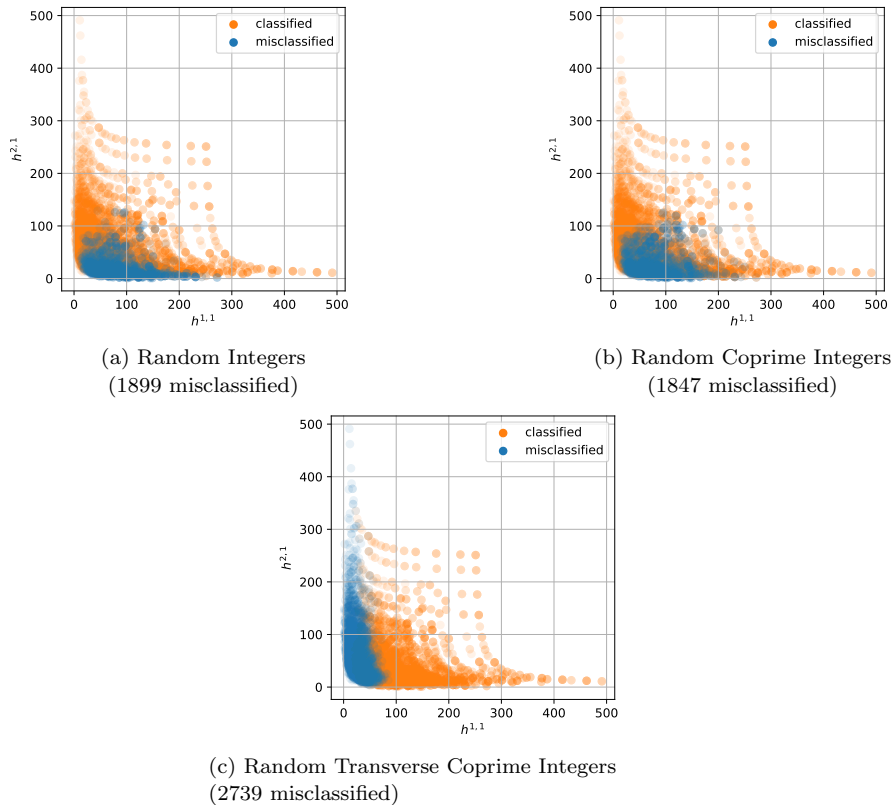 500
400
300
200
100
0
h^{2,1}
classified
misclassified
0 100 200 300 400 500
h^{1,1}
(a) Random Integers
(1899 misclassified)
500
400
300
200
100
0
h^{2,1}
classified
misclassified
0 100 200 300 400 500
h^{1,1}
(b) Random Coprime Integers
(1847 misclassified)
500
400
300
200
100
0
h^{2,1}
classified
misclassified
0 100 200 300 400 500
h^{1,1}
(c) Random Transverse Coprime Integers
(2739 misclassified)